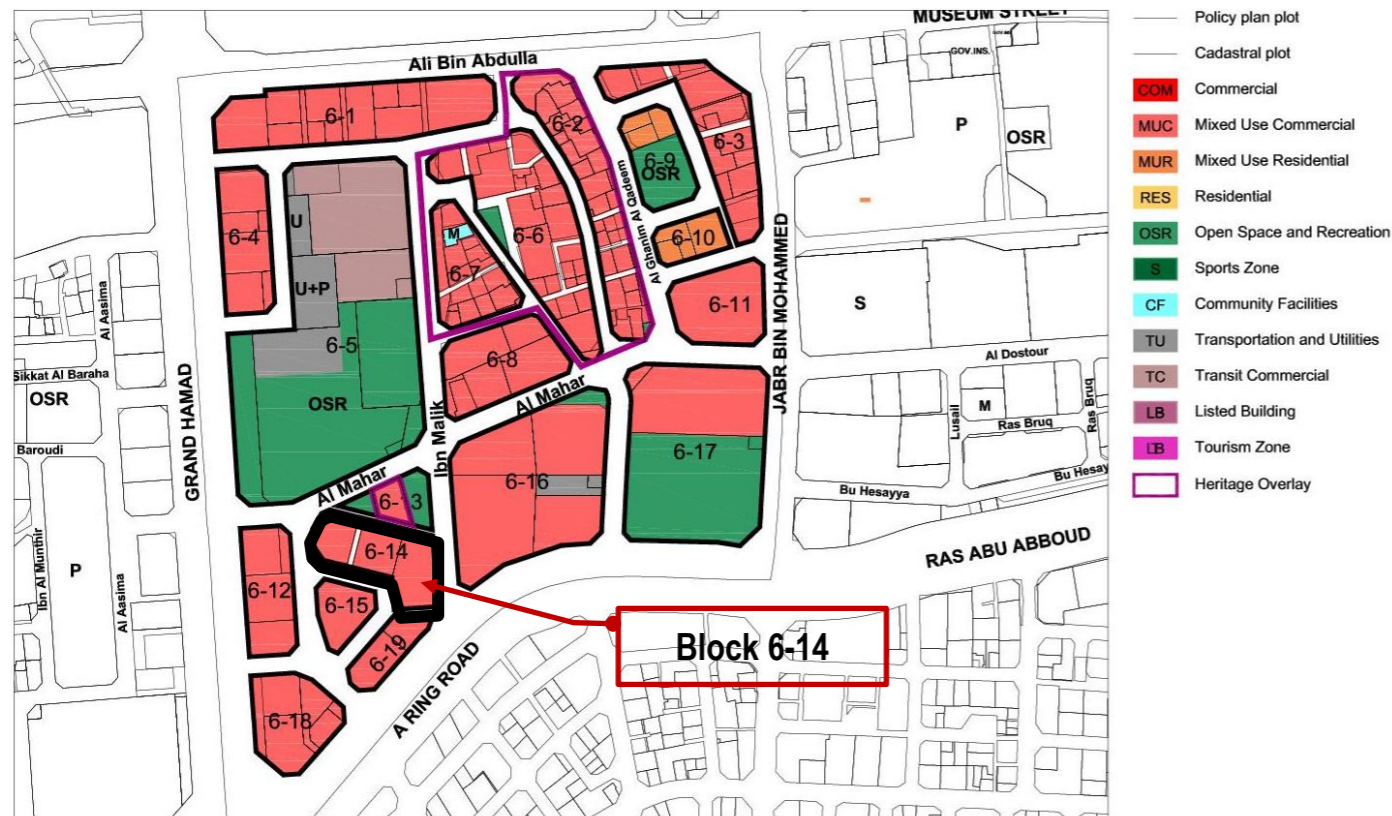 MUSEUM STREET
Ali Bin Abdulla
GOV.INS.
P
OSR
6-1
6-2
6-3
6-9
OSR
6-4
U
M
6-6
6-7
6-10
Al Ghanim Al Qadeem
U+P
6-11
6-5
6-8
S
Al Aasima
Sikkat Al Baraha
OSR
OSR
Al Mahar
JABR BIN MOHAMMED
Al Dostour
M
Lusail
Ras Bruq
Ras Bruq
Baroudi
GRAND HAMAD
Ibn Malik
Al Mahar
6-13
6-16
6-17
Bu Hesayya
Bu Hesay
RAS ABU ABBOUD
Ibn Al Munthir
P
Al Aasima
6-12
6-14
6-15
6-19
6-18
A RING ROAD
Block 6-14
Policy plan plot
Cadastral plot
COM Commercial
MUC Mixed Use Commercial
MUR Mixed Use Residential
RES Residential
OSR Open Space and Recreation
S Sports Zone
CF Community Facilities
TU Transportation and Utilities
TC Transit Commercial
LB Listed Building
Tourism Zone
Heritage Overlay